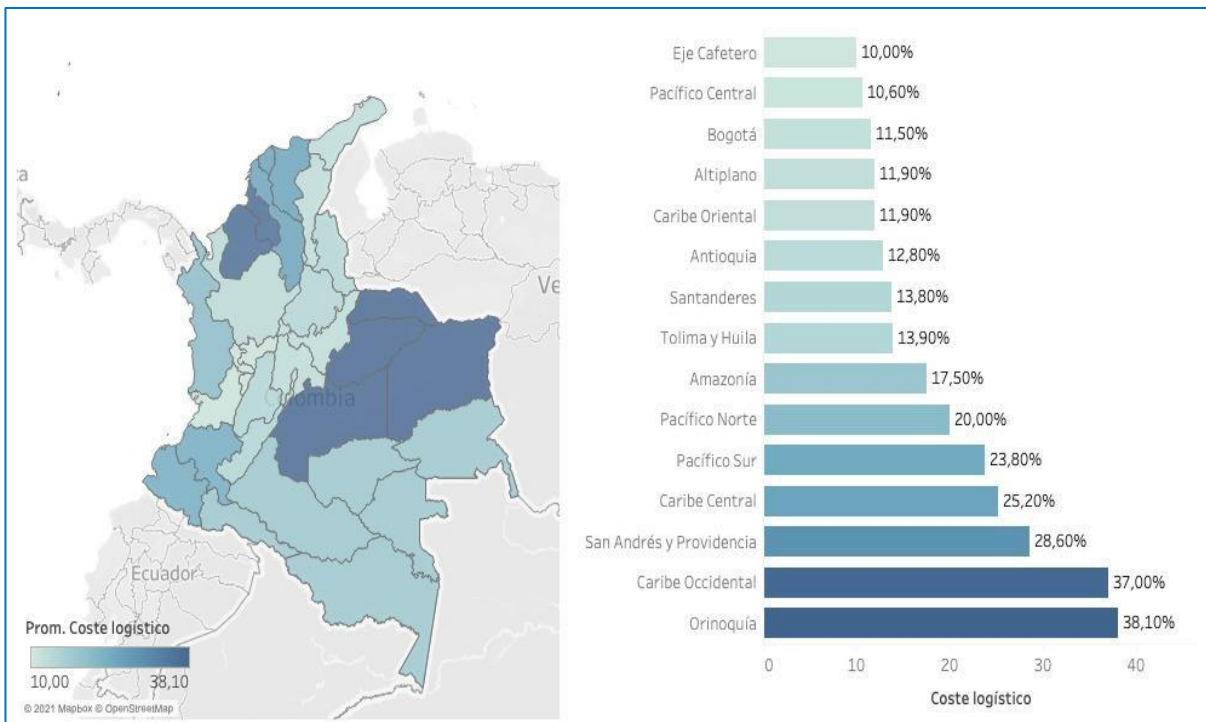 ta
Ve
Colombia
Ecuador
Prom. Coste logístico
10,00 38,10
© 2021 Mapbox © OpenStreetMap
Eje Cafetero 10,00%
Pacífico Central 10,60%
Bogotá 11,50%
Altiplano 11,90%
Caribe Oriental 11,90%
Antioquia 12,80%
Santanderes 13,80%
Tolima y Huila 13,90%
Amazonía 17,50%
Pacífico Norte 20,00%
Pacífico Sur 23,80%
Caribe Central 25,20%
San Andrés y Providencia 28,60%
Caribe Occidental 37,00%
Orinoquía 38,10%
0 10 20 30 40
Coste logístico